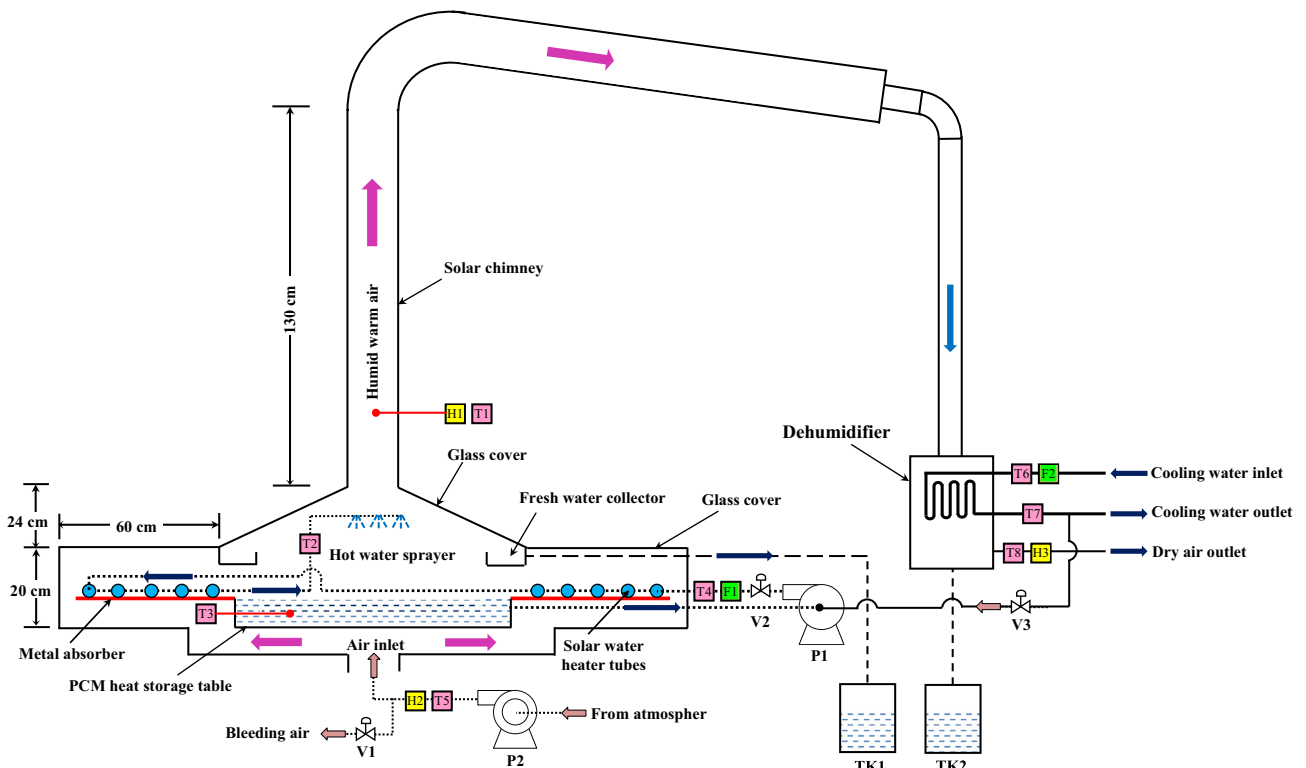 Solar chimney
130 cm
Humid warm air
H1 T1
Dehumidifier
Glass cover
T6 F2
Cooling water inlet
Fresh water collector
Glass cover
24 cm
60 cm
T7
Cooling water outlet
T2
Hot water sprayer
T8 H3
Dry air outlet
20 cm
T4 F1
T3
V2
V3
Metal absorber
Air inlet
Solar water
heater tubes
P1
PCM heat storage table
H2 T5
From atmospher
Bleeding air
V1
P2
TK1
TK2